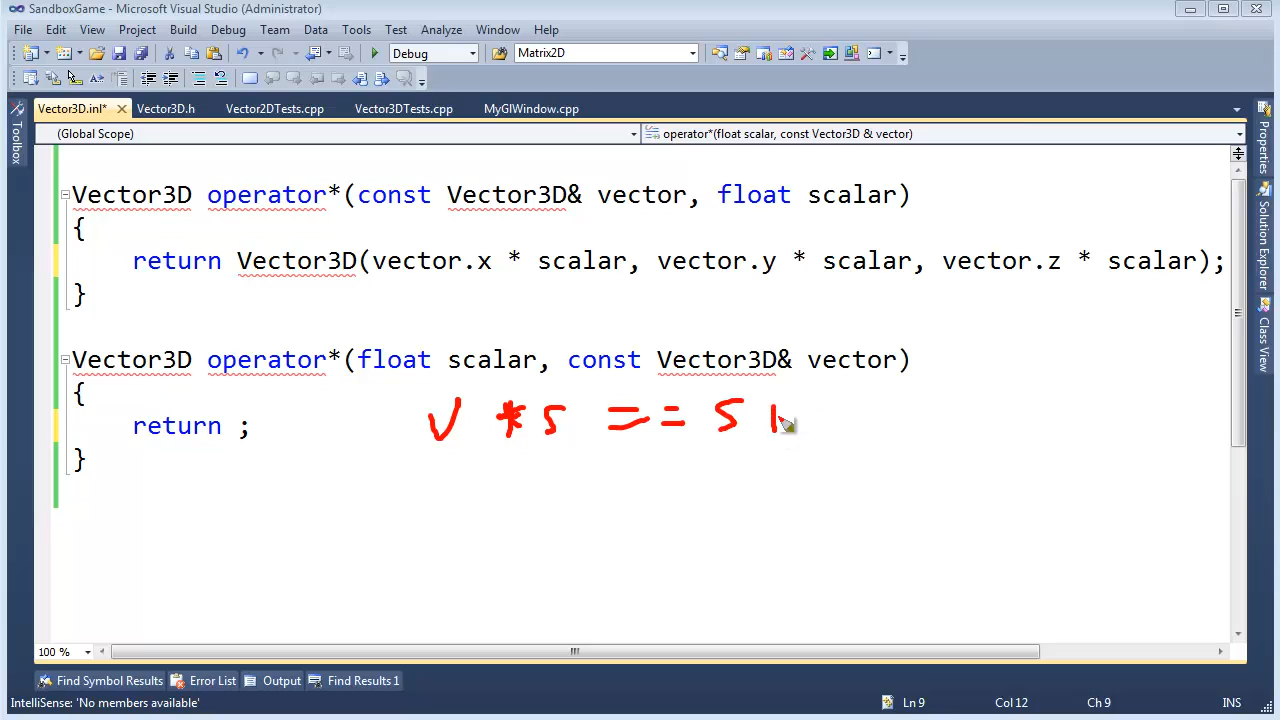 SandboxGame - Microsoft Visual Studio (Administrator)
File Edit View Project Build Debug Team Data Tools Test Analyze Window Help
Debug Matrix2D
Vector3D.inl* Vector3D.h Vector2DTests.cpp Vector3DTests.cpp MyGlWindow.cpp
(Global Scope) operator*(float scalar, const Vector3D & vector)
Toolbox
Properties
Solution Explorer
Class View
Vector3D operator*(const Vector3D& vector, float scalar)
{
return Vector3D(vector.x * scalar, vector.y * scalar, vector.z * scalar);
}
Vector3D operator*(float scalar, const Vector3D& vector)
{
return ;
V * s == s
}
100 %
Find Symbol Results Error List Output Find Results 1
IntelliSense: 'No members available' Ln 9 Col 12 Ch 9 INS